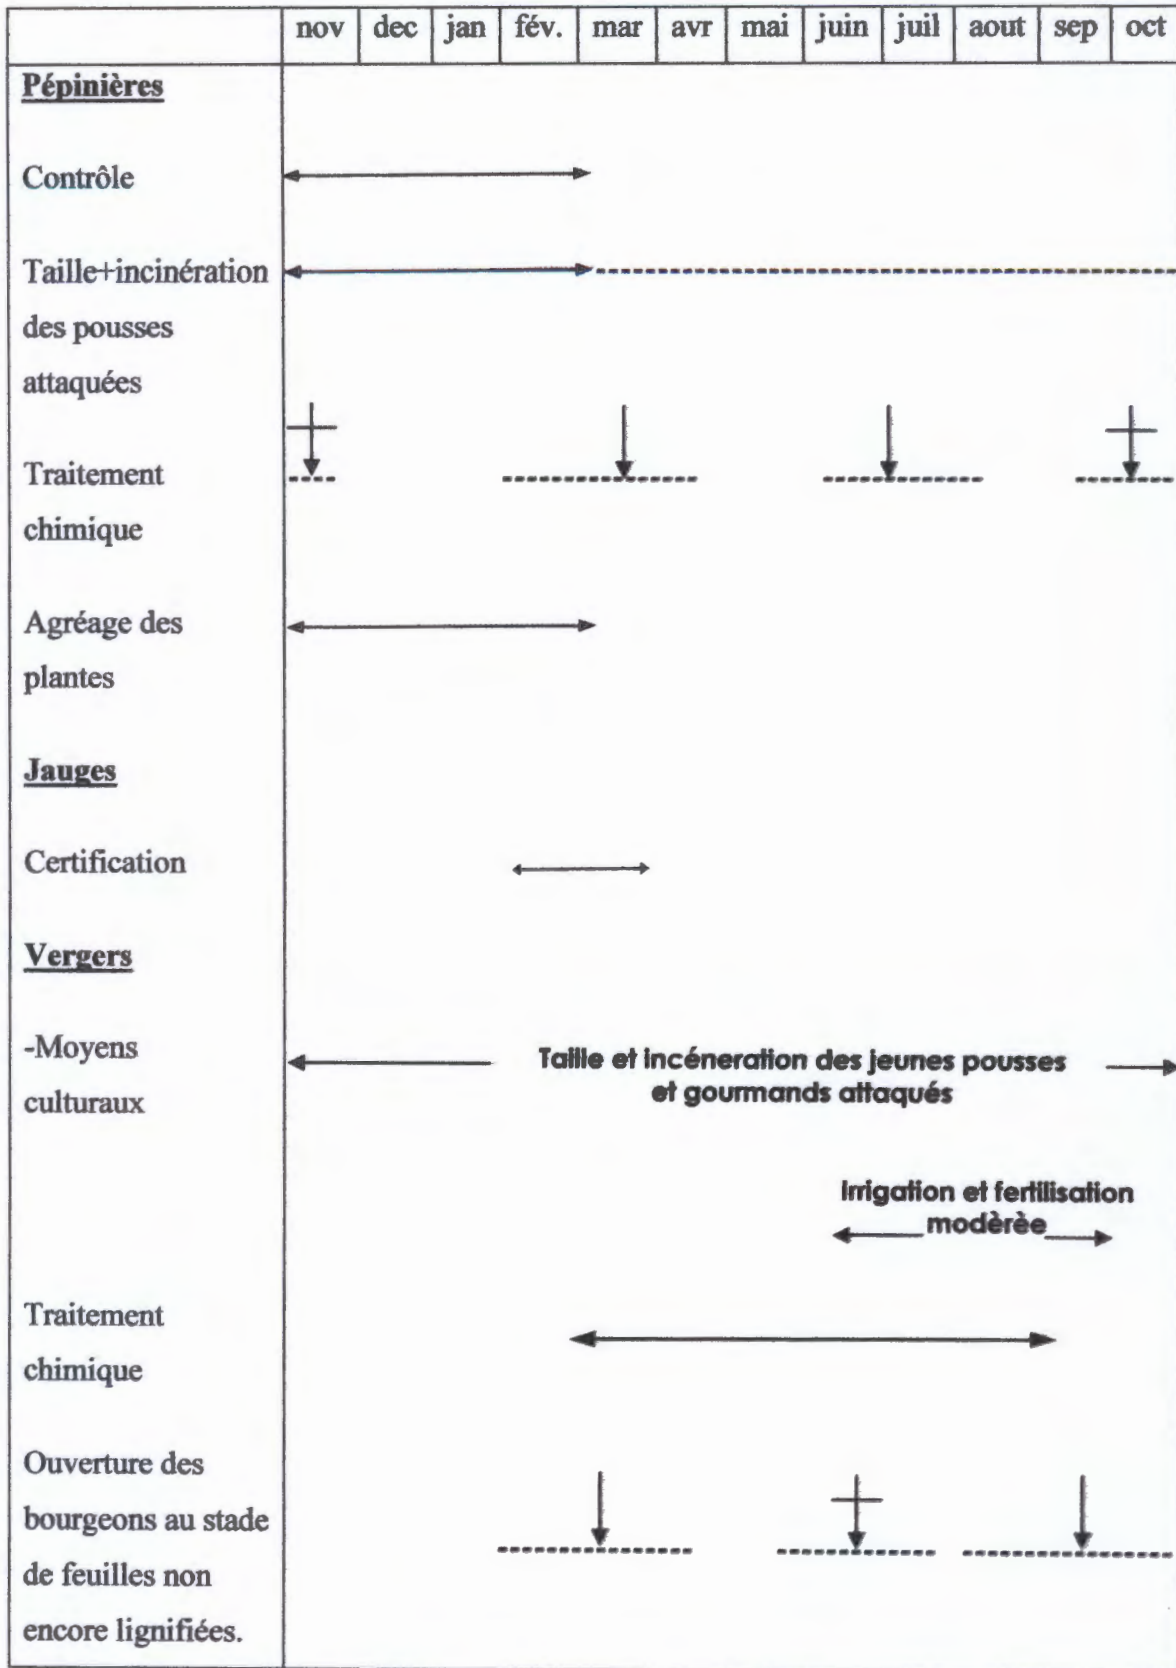 nov dec jan fév. mar avr mai juin juil aout sep oct
Pépinières
Contrôle
Taille+incinération
des pousses
attaquées
Traitement
chimique
Agréage des
plantes
Jauges
Certification
Vergers
-Moyens
culturaux
Taille et incéneration des jeunes pousses
et gourmands attaqués
Irrigation et fertilisation
modèrèe
Traitement
chimique
Ouverture des
bourgeons au stade
de feuilles non
encore lignifiées.